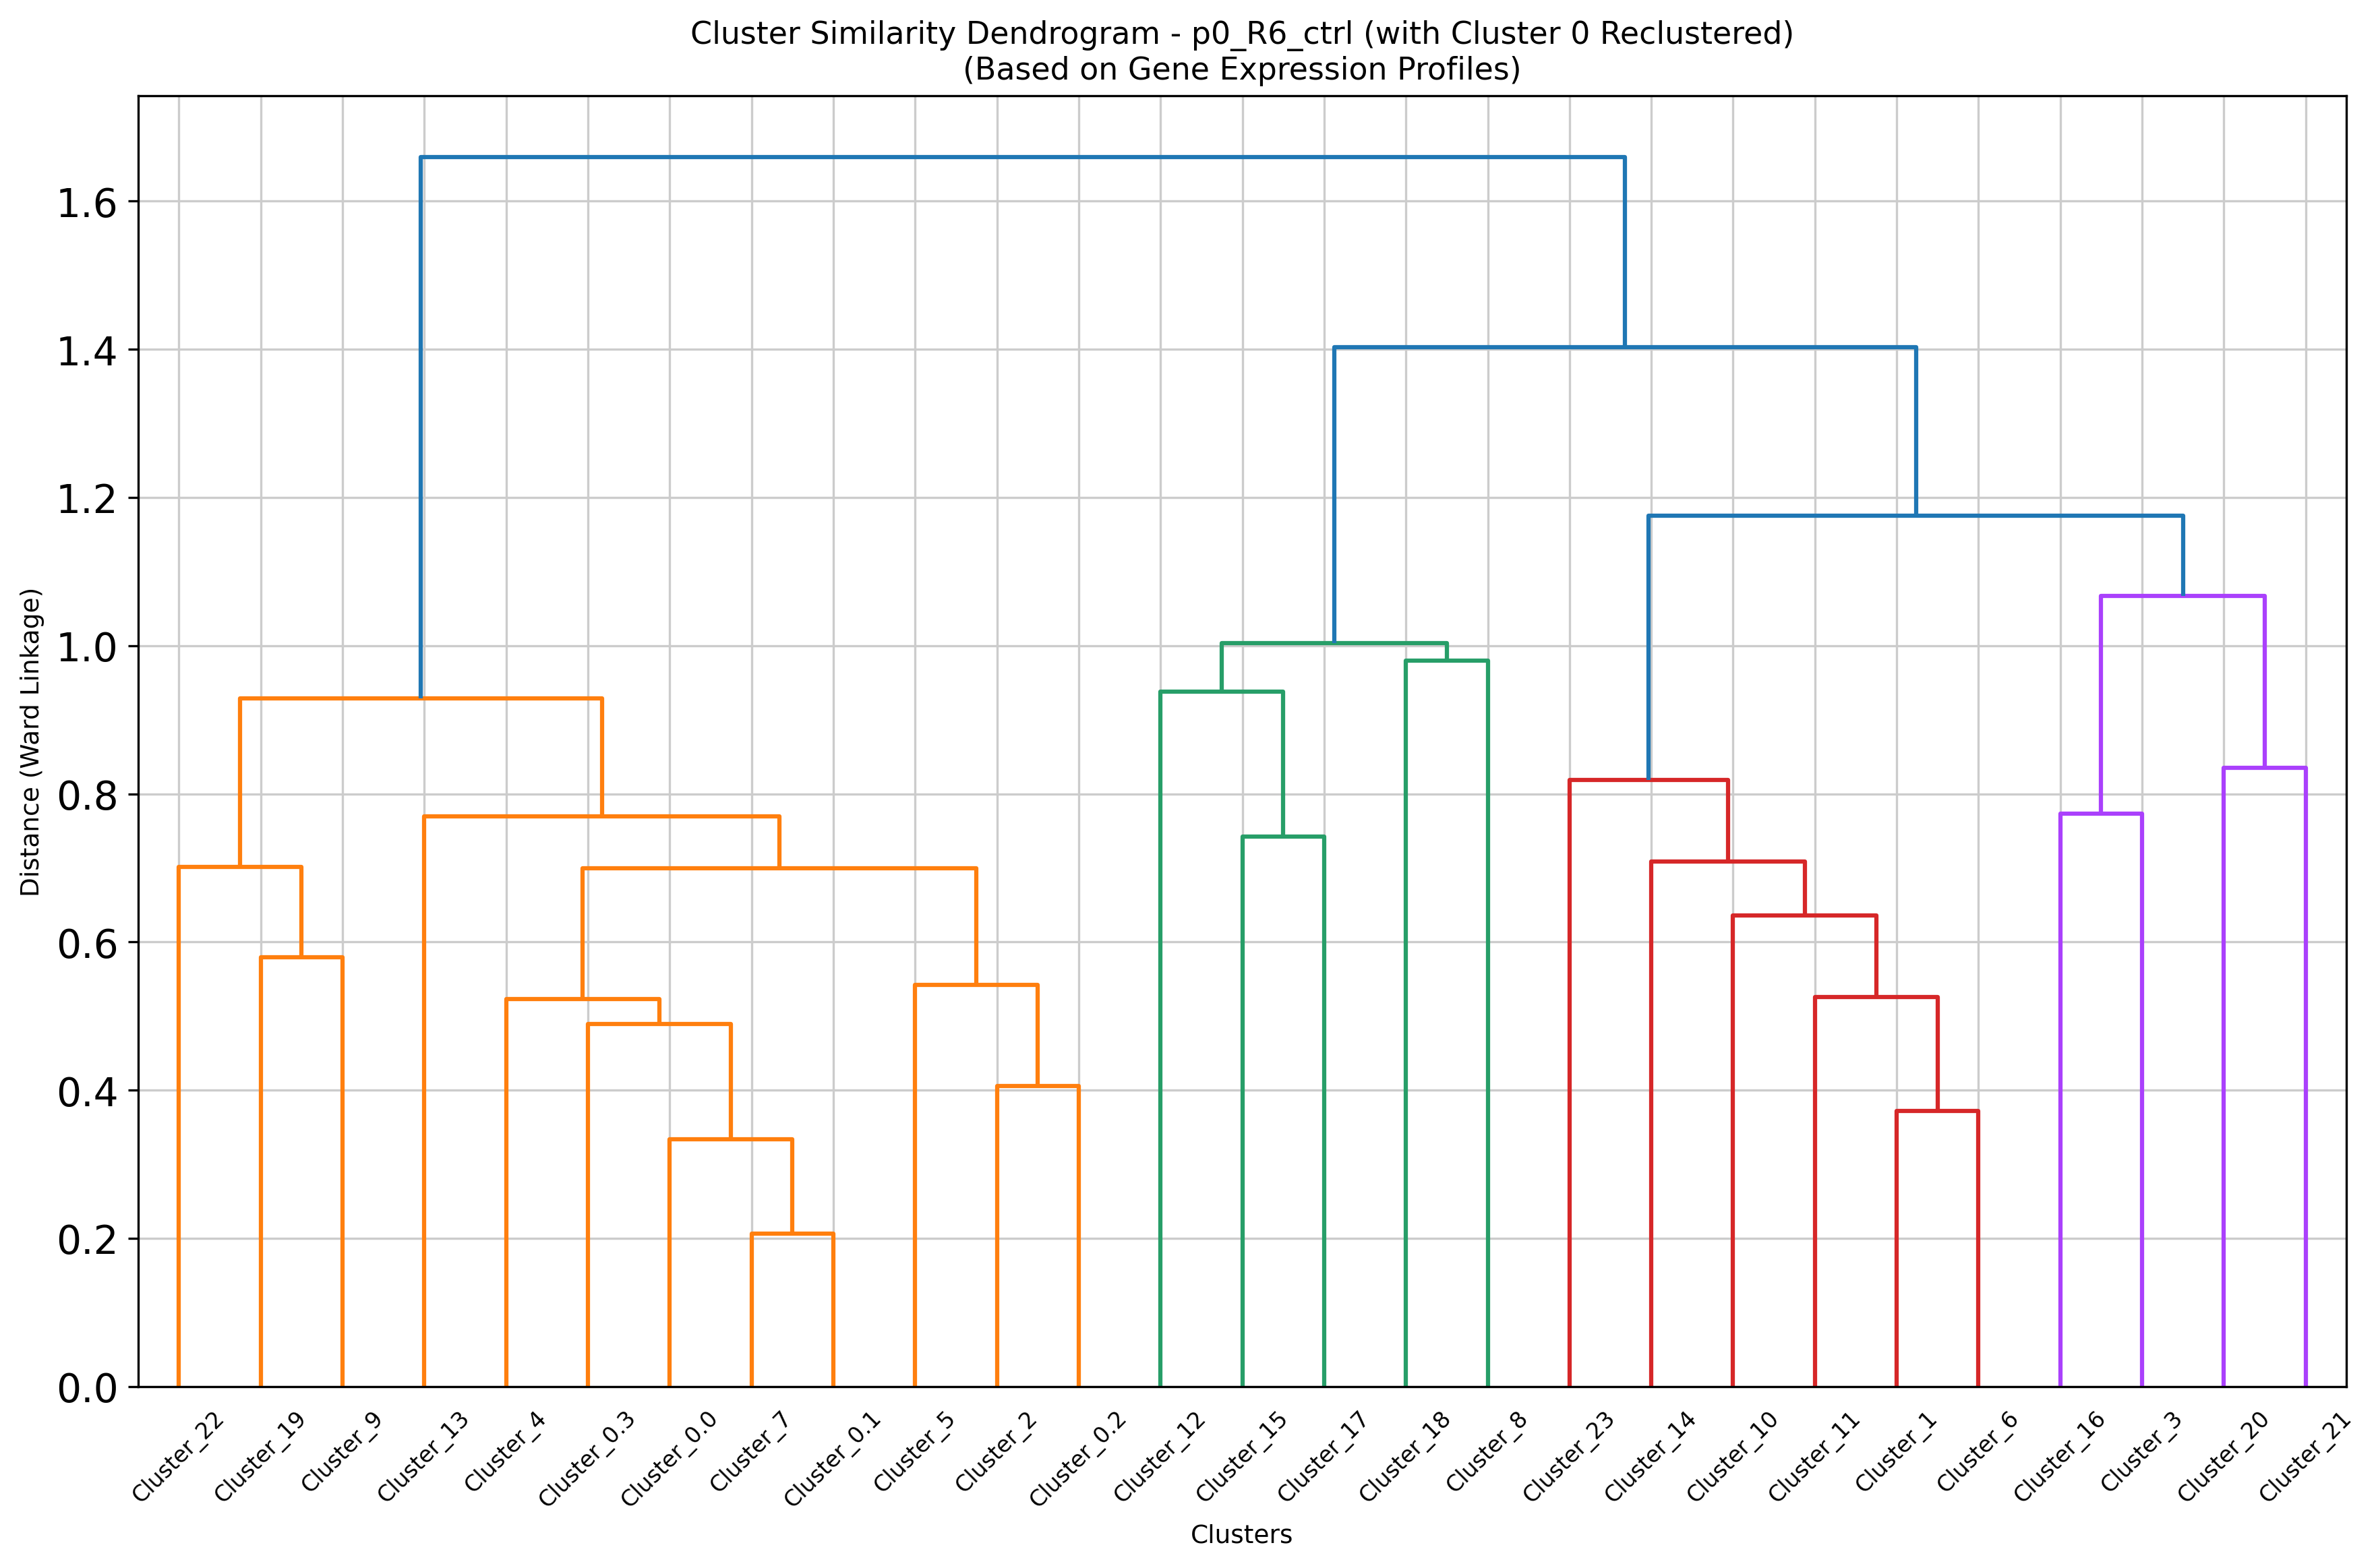 Cluster Similarity Dendrogram - p0_R6_ctrl (with Cluster 0 Reclustered)
(Based on Gene Expression Profiles)
Distance (Ward Linkage)
1.6
1.4
1.2
1.0
0.8
0.6
0.4
0.2
0.0
Cluster_22
Cluster_19
Cluster_9
Cluster_13
Cluster_4
Cluster_0.3
Cluster_0.0
Cluster_7
Cluster_0.1
Cluster_5
Cluster_2
Cluster_0.2
Cluster_12
Cluster_15
Cluster_17
Cluster_18
Cluster_8
Cluster_23
Cluster_14
Cluster_10
Cluster_11
Cluster_1
Cluster_6
Cluster_16
Cluster_3
Cluster_20
Cluster_21
Clusters